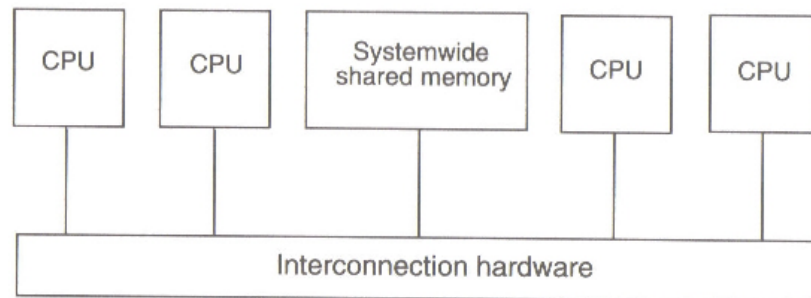 CPU
CPU
Systemwide
shared memory
CPU
CPU
Interconnection hardware